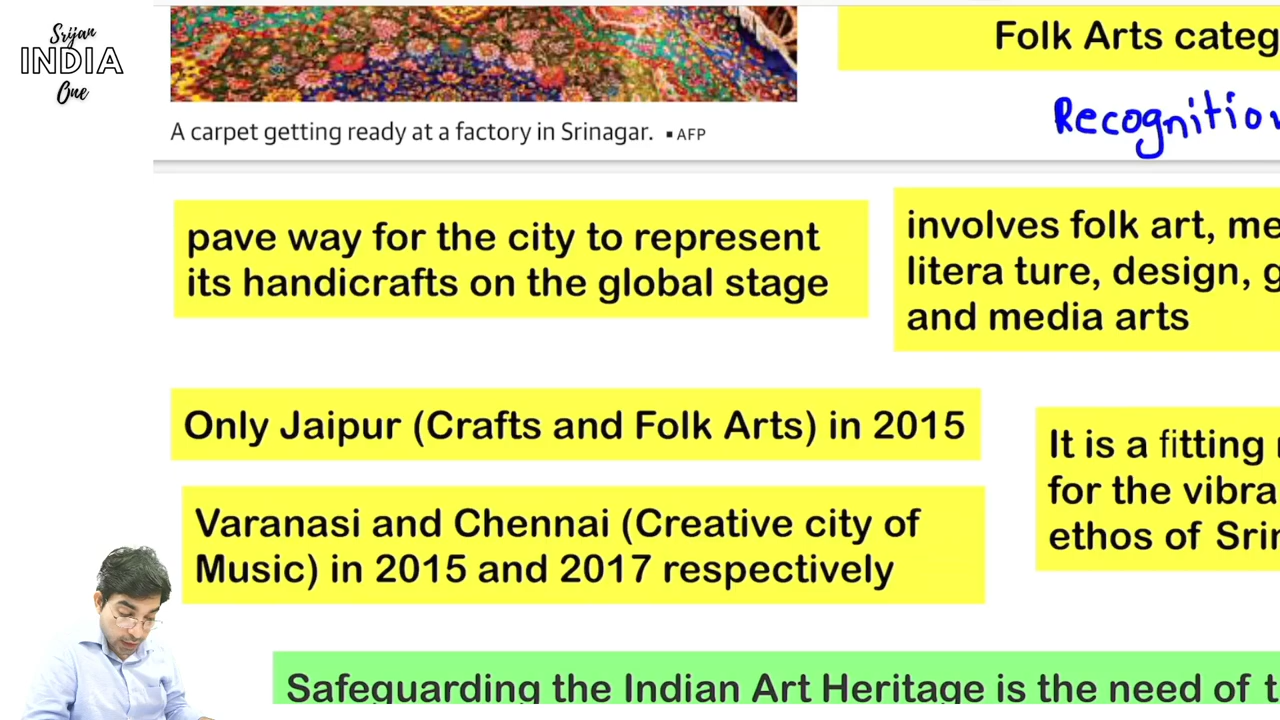 Srijan
INDIA
One
Folk Arts categ
Recognition
A carpet getting ready at a factory in Srinagar. ▪ AFP
pave way for the city to represent
its handicrafts on the global stage
involves folk art, me
litera ture, design, g
and media arts
Only Jaipur (Crafts and Folk Arts) in 2015
It is a fitting
for the vibra
ethos of Srin
Varanasi and Chennai (Creative city of
Music) in 2015 and 2017 respectively
Safeguarding the Indian Art Heritage is the need of t